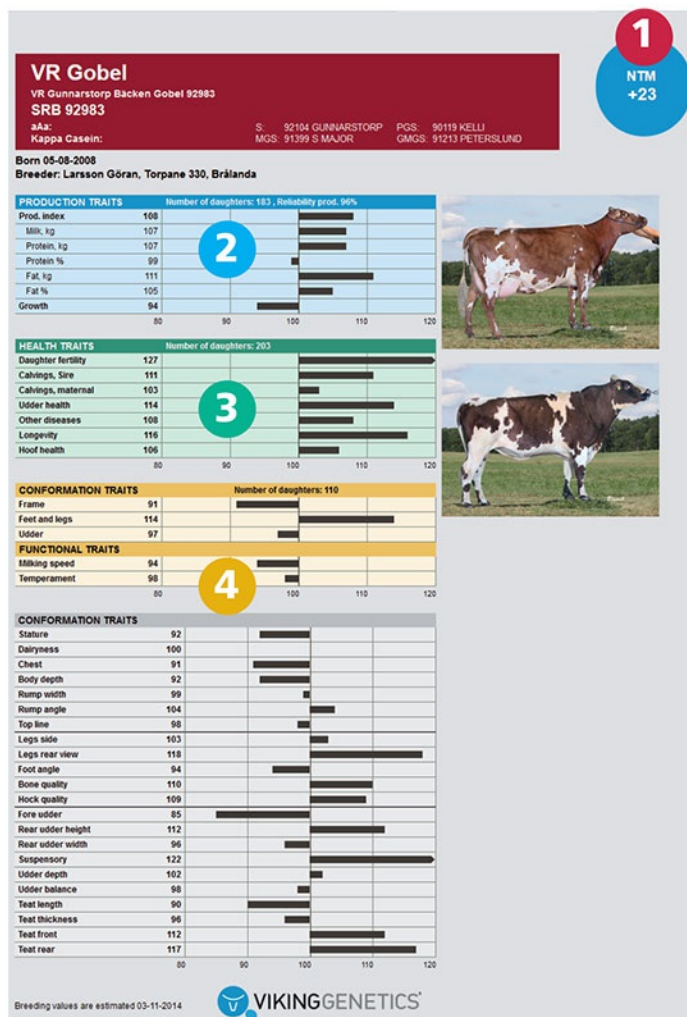 1
NTM
+23
VR Gobel
VR Gunnarstorp Bäcken Gobel 92983
SRB 92983
aAa: S: 92104 GUNNARSTORP PGS: 90119 KELLI
Kappa Casein: MGS: 91399 S MAJOR GMGS: 91213 PETERSLUND
Born 05-08-2008
Breeder: Larsson Göran, Torpane 330, Brålanda
PRODUCTION TRAITS Number of daughters: 183 , Reliability prod. 96%
Prod. index 108
Milk, kg 107
Protein, kg 107
Protein % 99
Fat, kg 111
Fat % 105
Growth 94
2
80 90 100 110 120
HEALTH TRAITS Number of daughters: 203
Daughter fertility 127
Calvings, Sire 111
Calvings, maternal 103
Udder health 114
Other diseases 108
Longevity 116
Hoof health 106
3
80 90 100 110 120
CONFORMATION TRAITS Number of daughters: 110
Frame 91
Feet and legs 114
Udder 97
FUNCTIONAL TRAITS
Milking speed 94
Temperament 98
4
80 100 110 120
CONFORMATION TRAITS
Stature 92
Dairyness 100
Chest 91
Body depth 92
Rump width 99
Rump angle 104
Top line 98
Legs side 103
Legs rear view 118
Foot angle 94
Bone quality 110
Hock quality 109
Fore udder 85
Rear udder height 112
Rear udder width 96
Suspensory 122
Udder depth 102
Udder balance 98
Teat length 90
Teat thickness 96
Teat front 112
Teat rear 117
80 90 100 110 120
Breeding values are estimated 03-11-2014
VIKINGGENETICS